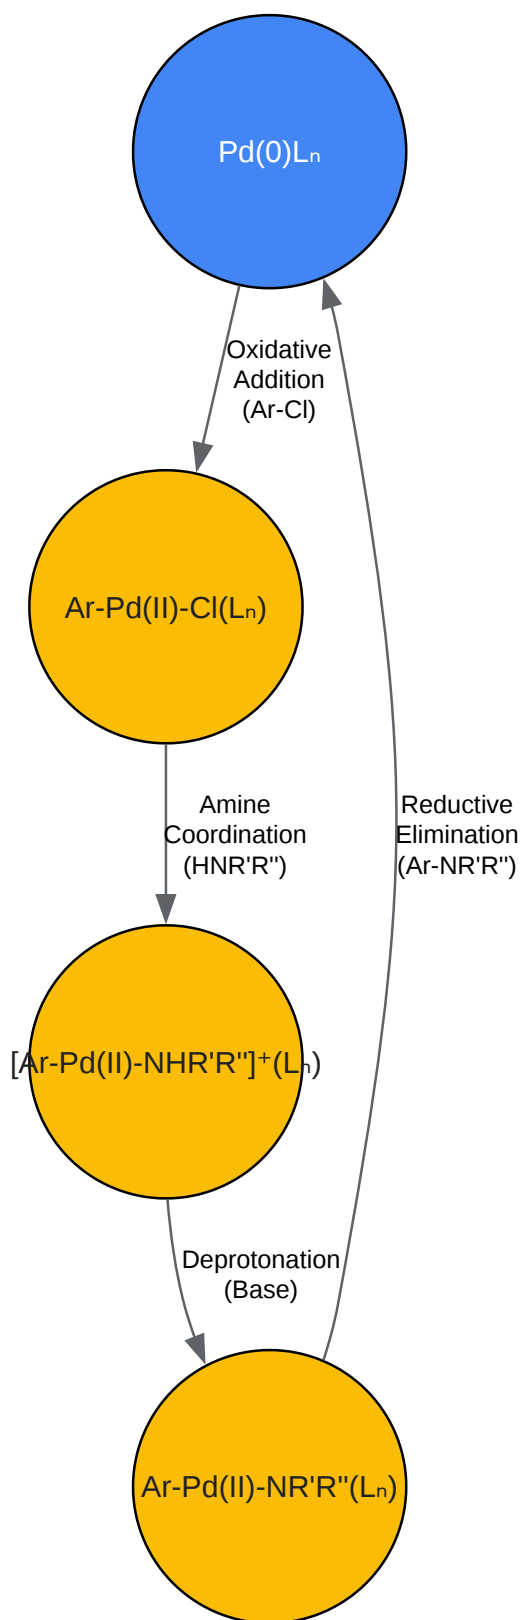 Pd(0)Lₙ
Oxidative
Addition
(Ar-Cl)
Ar-Pd(II)-Cl(Lₙ)
Amine
Coordination
(HNR'R'')
Reductive
Elimination
(Ar-NR'R'')
[Ar-Pd(II)-NHR'R'']⁺(Lₙ)
Deprotonation
(Base)
Ar-Pd(II)-NR'R''(Lₙ)